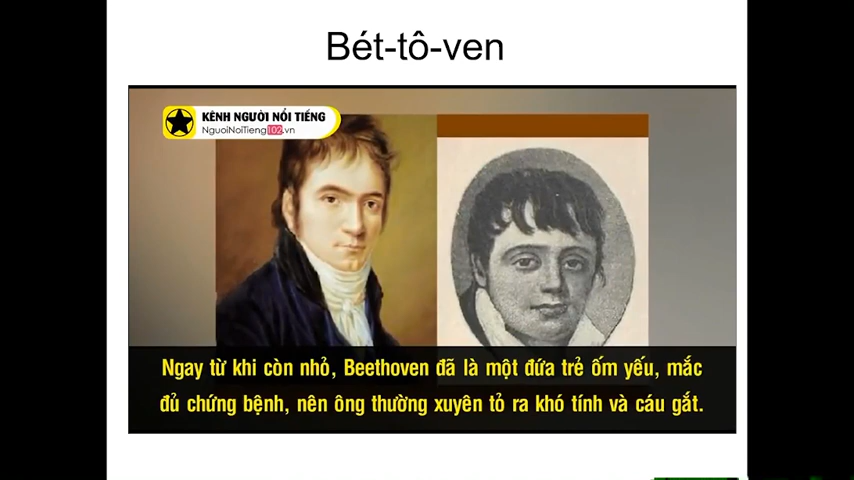 Bét-tô-ven
KÊNH NGƯỜI NỔI TIẾNG
NguoiNoiTieng102.vn
Ngay từ khi còn nhỏ, Beethoven đã là một đứa trẻ ốm yếu, mắc
đủ chứng bệnh, nên ông thường xuyên tỏ ra khó tính và cáu gắt.